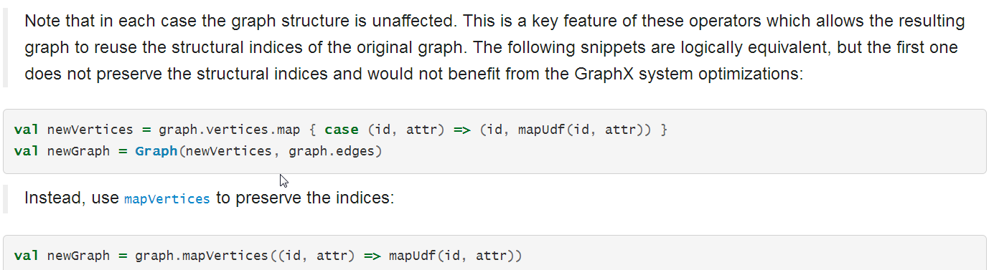 Note that in each case the graph structure is unaffected. This is a key feature of these operators which allows the resulting
graph to reuse the structural indices of the original graph. The following snippets are logically equivalent, but the first one
does not preserve the structural indices and would not benefit from the GraphX system optimizations:
val newVertices = graph.vertices.map { case (id, attr) => (id, mapUdf(id, attr)) }
val newGraph = Graph(newVertices, graph.edges)
Instead, use mapVertices to preserve the indices:
val newGraph = graph.mapVertices((id, attr) => mapUdf(id, attr))